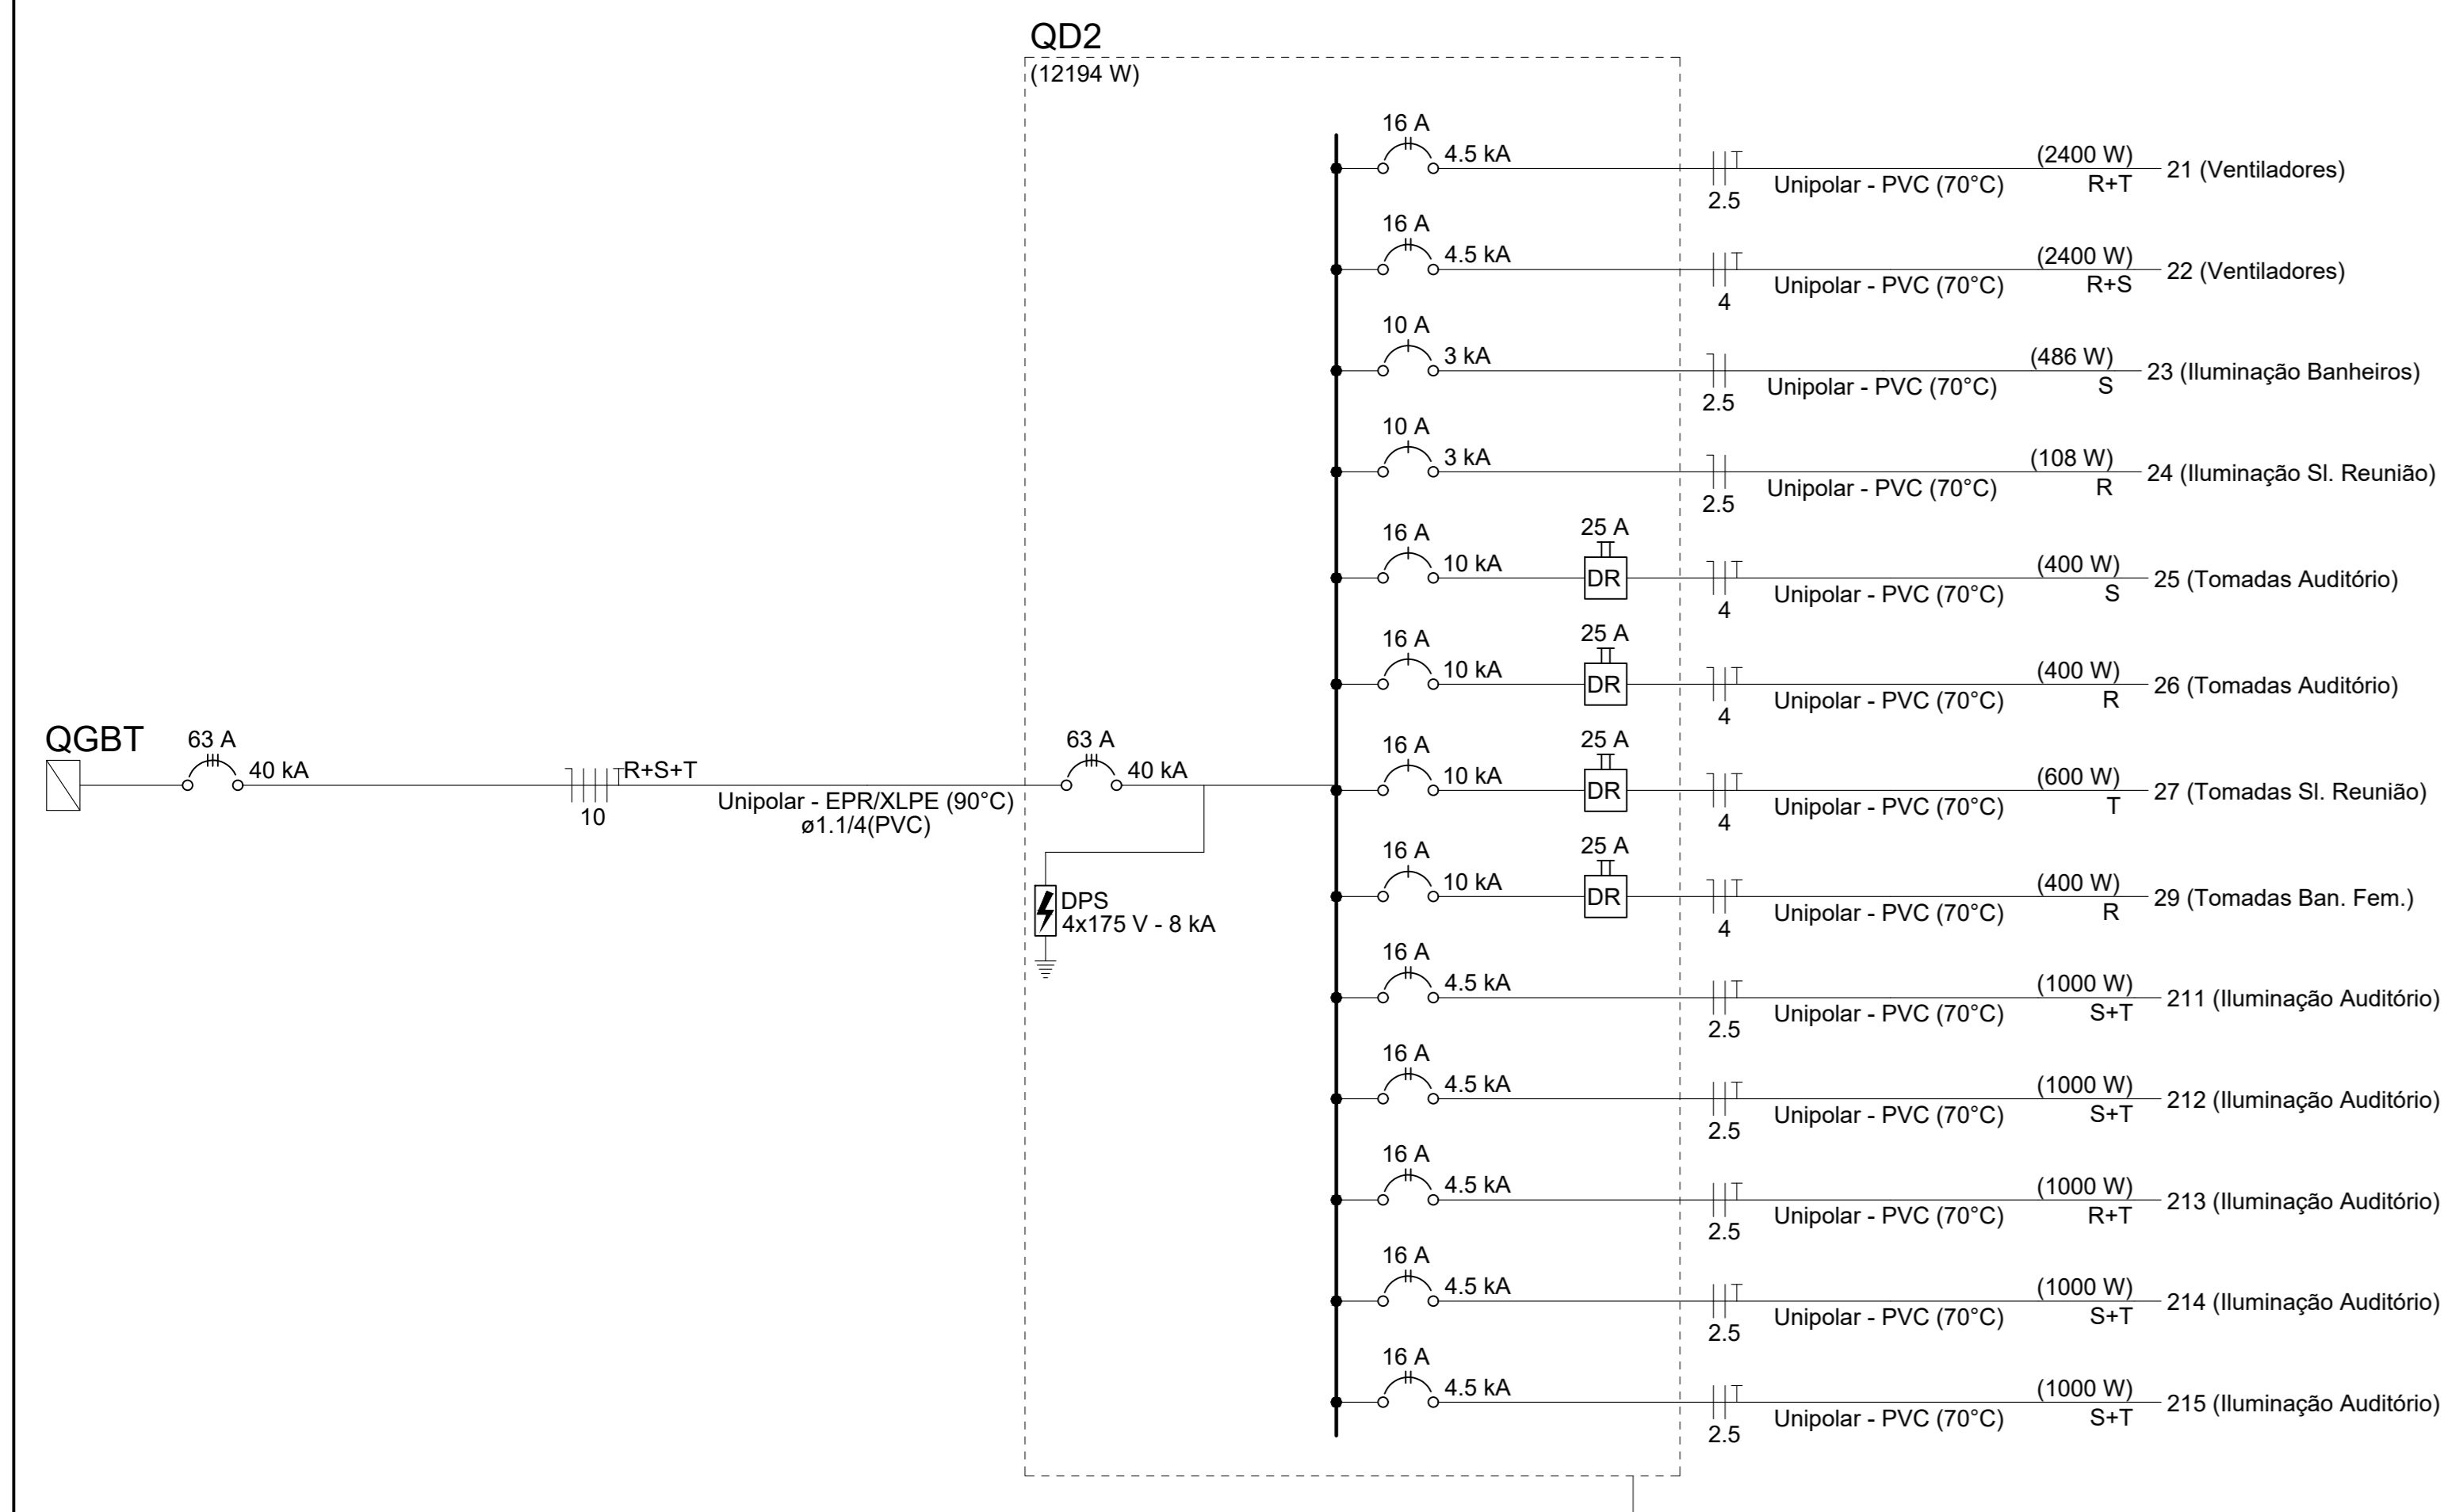 QD2
(12194 W)
16 A
4.5 kA
2.5
Unipolar - PVC (70°C)
(2400 W)
R+T
21 (Ventiladores)
16 A
4.5 kA
4
Unipolar - PVC (70°C)
(2400 W)
R+S
22 (Ventiladores)
10 A
3 kA
2.5
Unipolar - PVC (70°C)
(486 W)
S
23 (Iluminação Banheiros)
10 A
3 kA
2.5
Unipolar - PVC (70°C)
(108 W)
R
24 (Iluminação Sl. Reunião)
16 A
10 kA
25 A
DR
4
Unipolar - PVC (70°C)
(400 W)
S
25 (Tomadas Auditório)
16 A
10 kA
25 A
DR
4
Unipolar - PVC (70°C)
(400 W)
R
26 (Tomadas Auditório)
QGBT
63 A
40 kA
R+S+T
10
Unipolar - EPR/XLPE (90°C)
ø1.1/4(PVC)
63 A
40 kA
DPS
4x175 V - 8 kA
16 A
10 kA
25 A
DR
4
Unipolar - PVC (70°C)
(600 W)
T
27 (Tomadas Sl. Reunião)
16 A
10 kA
25 A
DR
4
Unipolar - PVC (70°C)
(400 W)
R
29 (Tomadas Ban. Fem.)
16 A
4.5 kA
2.5
Unipolar - PVC (70°C)
(1000 W)
S+T
211 (Iluminação Auditório)
16 A
4.5 kA
2.5
Unipolar - PVC (70°C)
(1000 W)
S+T
212 (Iluminação Auditório)
16 A
4.5 kA
2.5
Unipolar - PVC (70°C)
(1000 W)
R+T
213 (Iluminação Auditório)
16 A
4.5 kA
2.5
Unipolar - PVC (70°C)
(1000 W)
S+T
214 (Iluminação Auditório)
16 A
4.5 kA
2.5
Unipolar - PVC (70°C)
(1000 W)
S+T
215 (Iluminação Auditório)